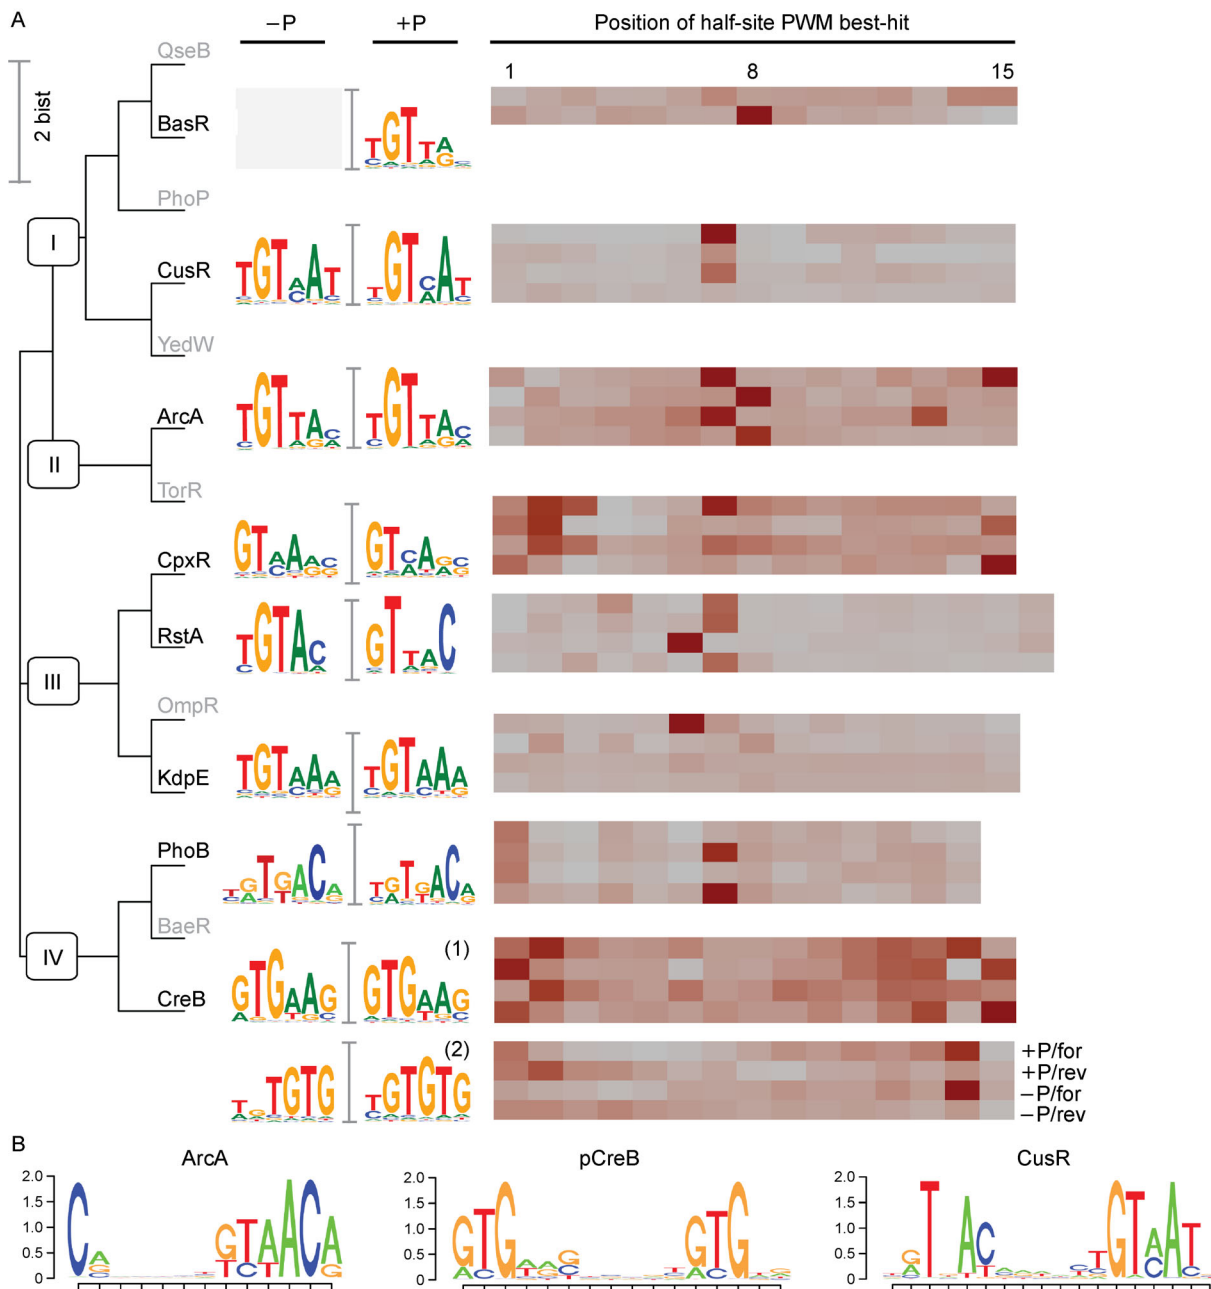 A
−P
+P
Position of half-site PWM best-hit
1
8
15
2 bist
QseB
BasR
PhoP
I
CusR
YedW
ArcA
II
TorR
CpxR
RstA
III
OmpR
KdpE
PhoB
BaeR
IV
(1)
CreB
(2)
+P/for
+P/rev
−P/for
−P/rev
B
ArcA
pCreB
CusR
2.0
1.5
1.0
0.5
0
2.0
1.5
1.0
0.5
0
2.0
1.5
1.0
0.5
0